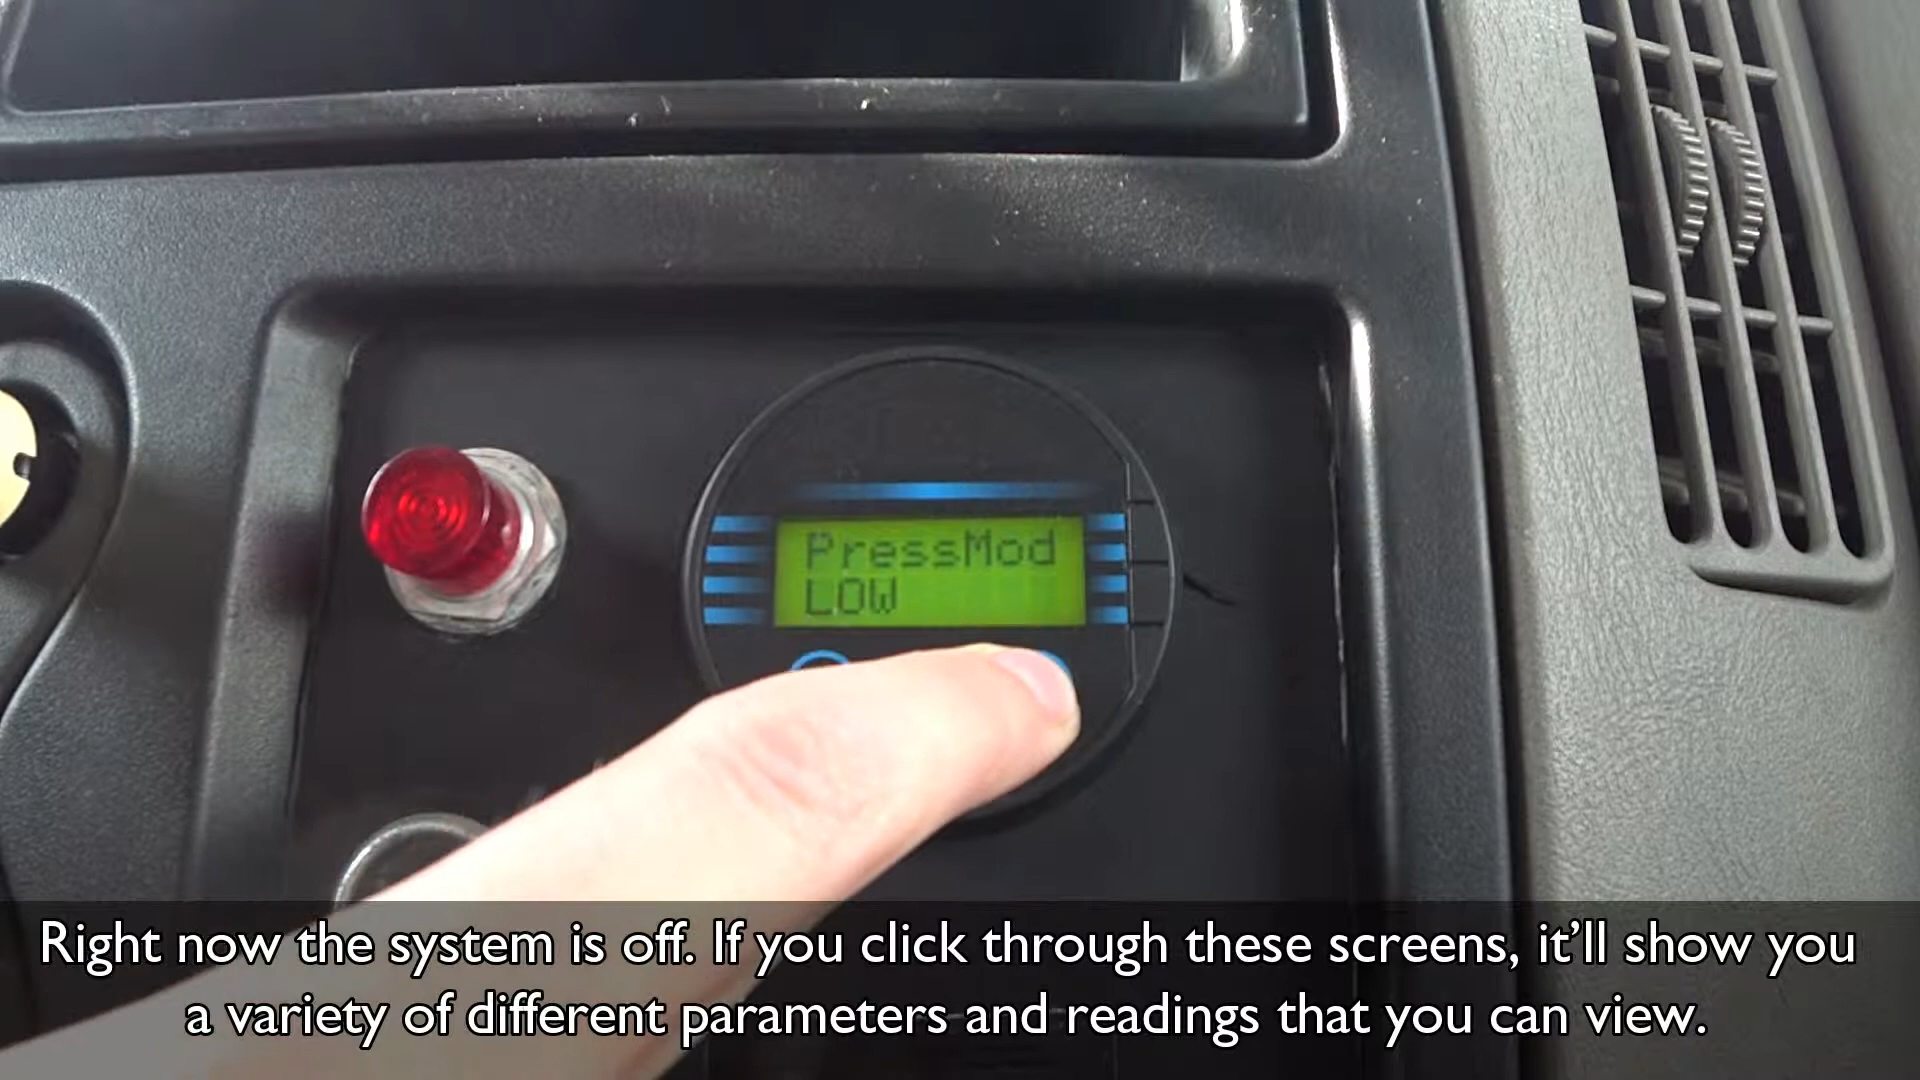 PressMod
LOW
Right now the system is off. If you click through these screens, it’ll show you
a variety of different parameters and readings that you can view.